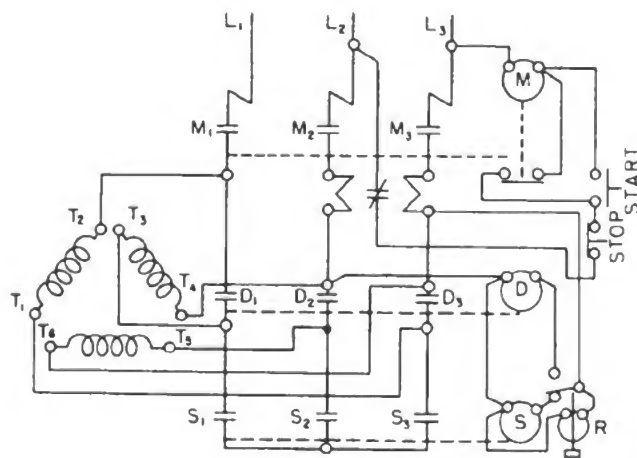 L1 L2 L3
M
M1 M2 M3
START
STOP
T2 T3
T4
D1 D2 D3 D
T1
T6 T5
S1 S2 S3 S R